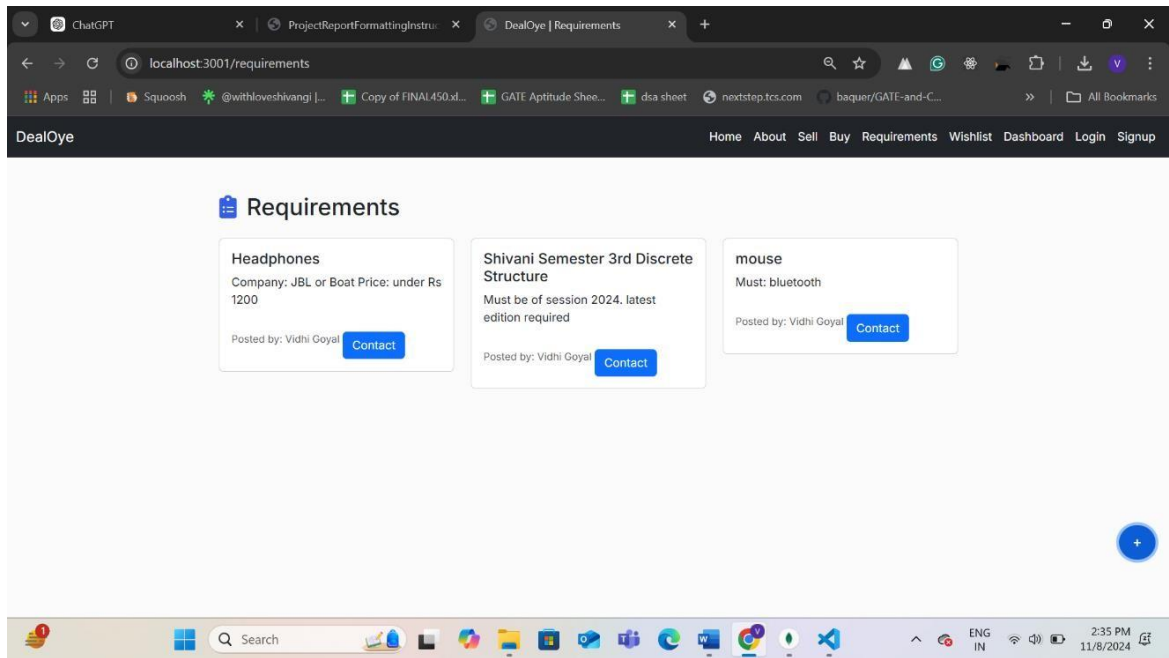 ChatGPT
ProjectReportFormattingInstruc
DealOye | Requirements
localhost:3001/requirements
Apps
Squoosh
@withloveshivangi |...
Copy of FINAL450.xl...
GATE Aptitude Shee...
dsa sheet
nextstep.tcs.com
baquer/GATE-and-C...
»
All Bookmarks
DealOye
Home About Sell Buy Requirements Wishlist Dashboard Login Signup
Requirements
Headphones
Company: JBL or Boat Price: under Rs
1200
Posted by: Vidhi Goyal Contact
Shivani Semester 3rd Discrete
Structure
Must be of session 2024. latest
edition required
Posted by: Vidhi Goyal Contact
mouse
Must: bluetooth
Posted by: Vidhi Goyal Contact
+
Search
ENG
IN
2:35 PM
11/8/2024